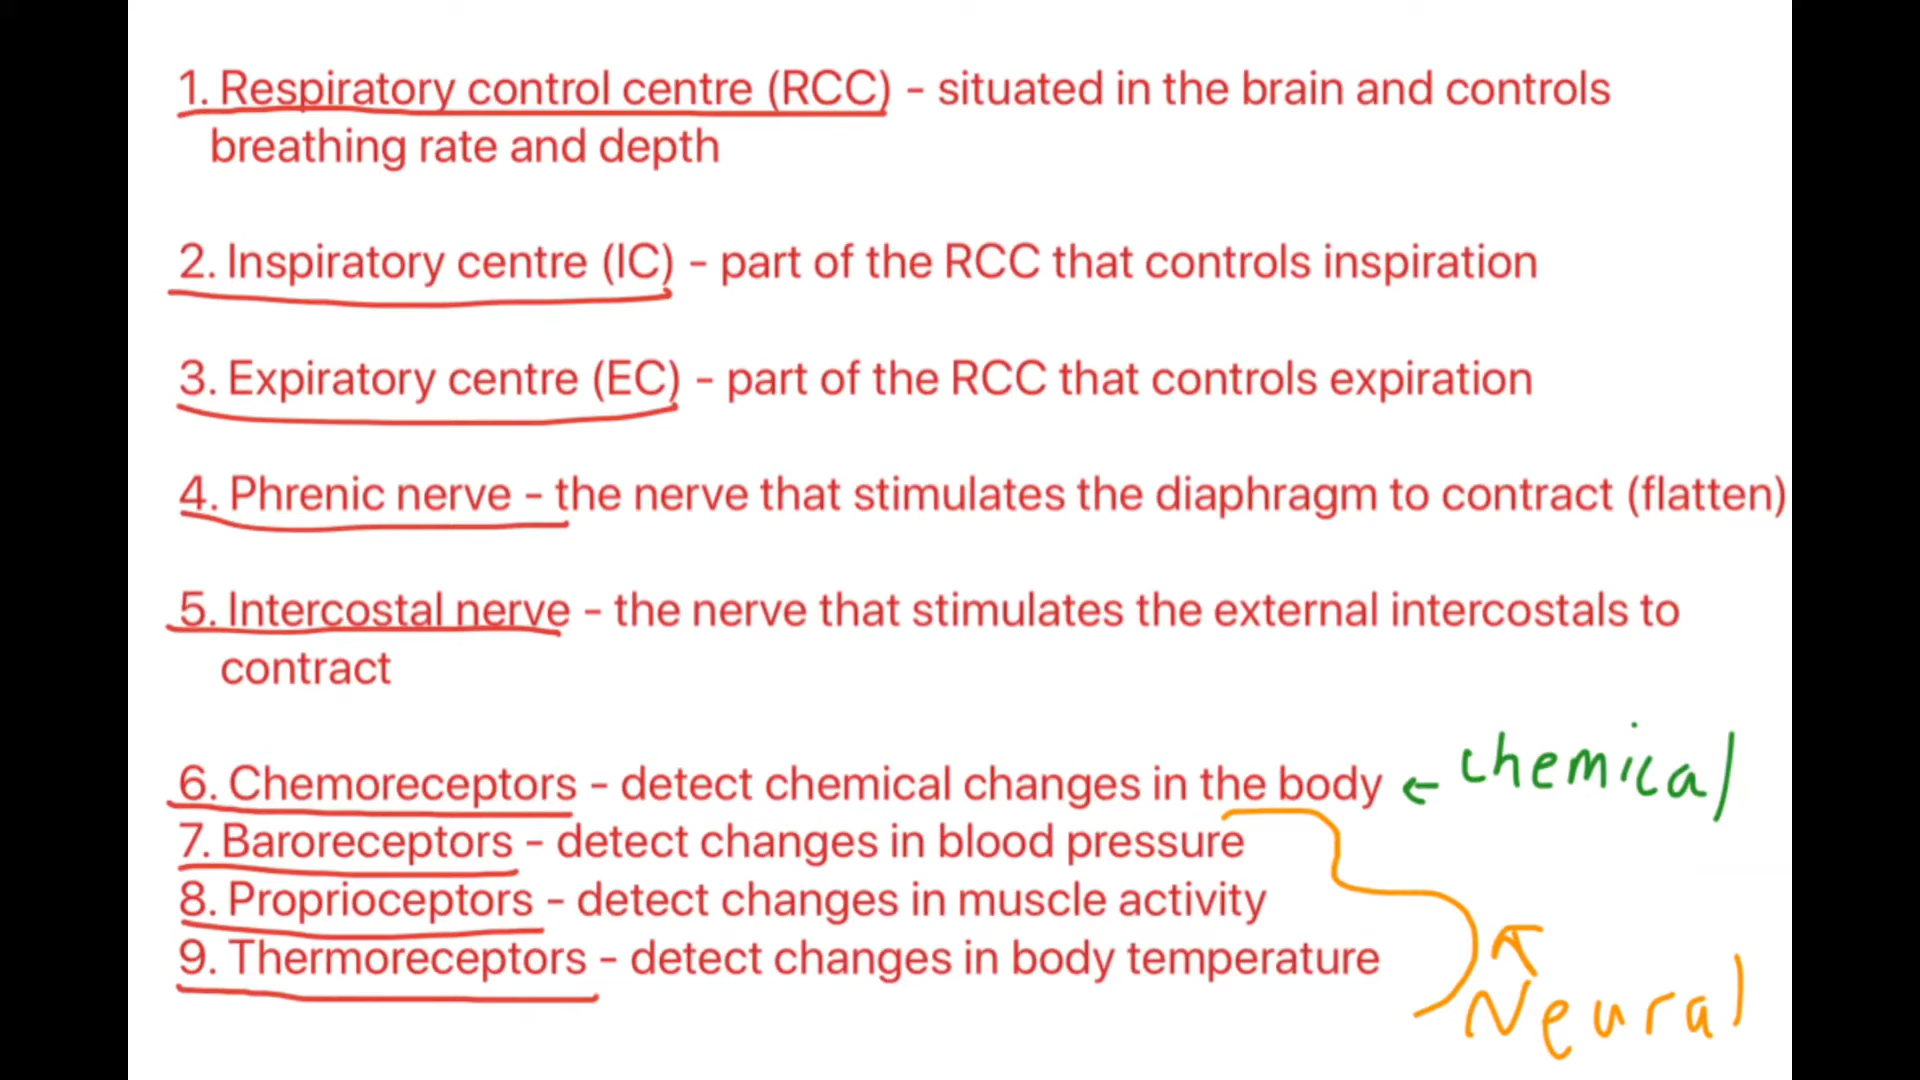 1. Respiratory control centre (RCC) - situated in the brain and controls
breathing rate and depth
2. Inspiratory centre (IC) - part of the RCC that controls inspiration
3. Expiratory centre (EC) - part of the RCC that controls expiration
4. Phrenic nerve - the nerve that stimulates the diaphragm to contract (flatten)
5. Intercostal nerve - the nerve that stimulates the external intercostals to
contract
6. Chemoreceptors - detect chemical changes in the body ← chemical
7. Baroreceptors - detect changes in blood pressure
8. Proprioceptors - detect changes in muscle activity
9. Thermoreceptors - detect changes in body temperature
Neural